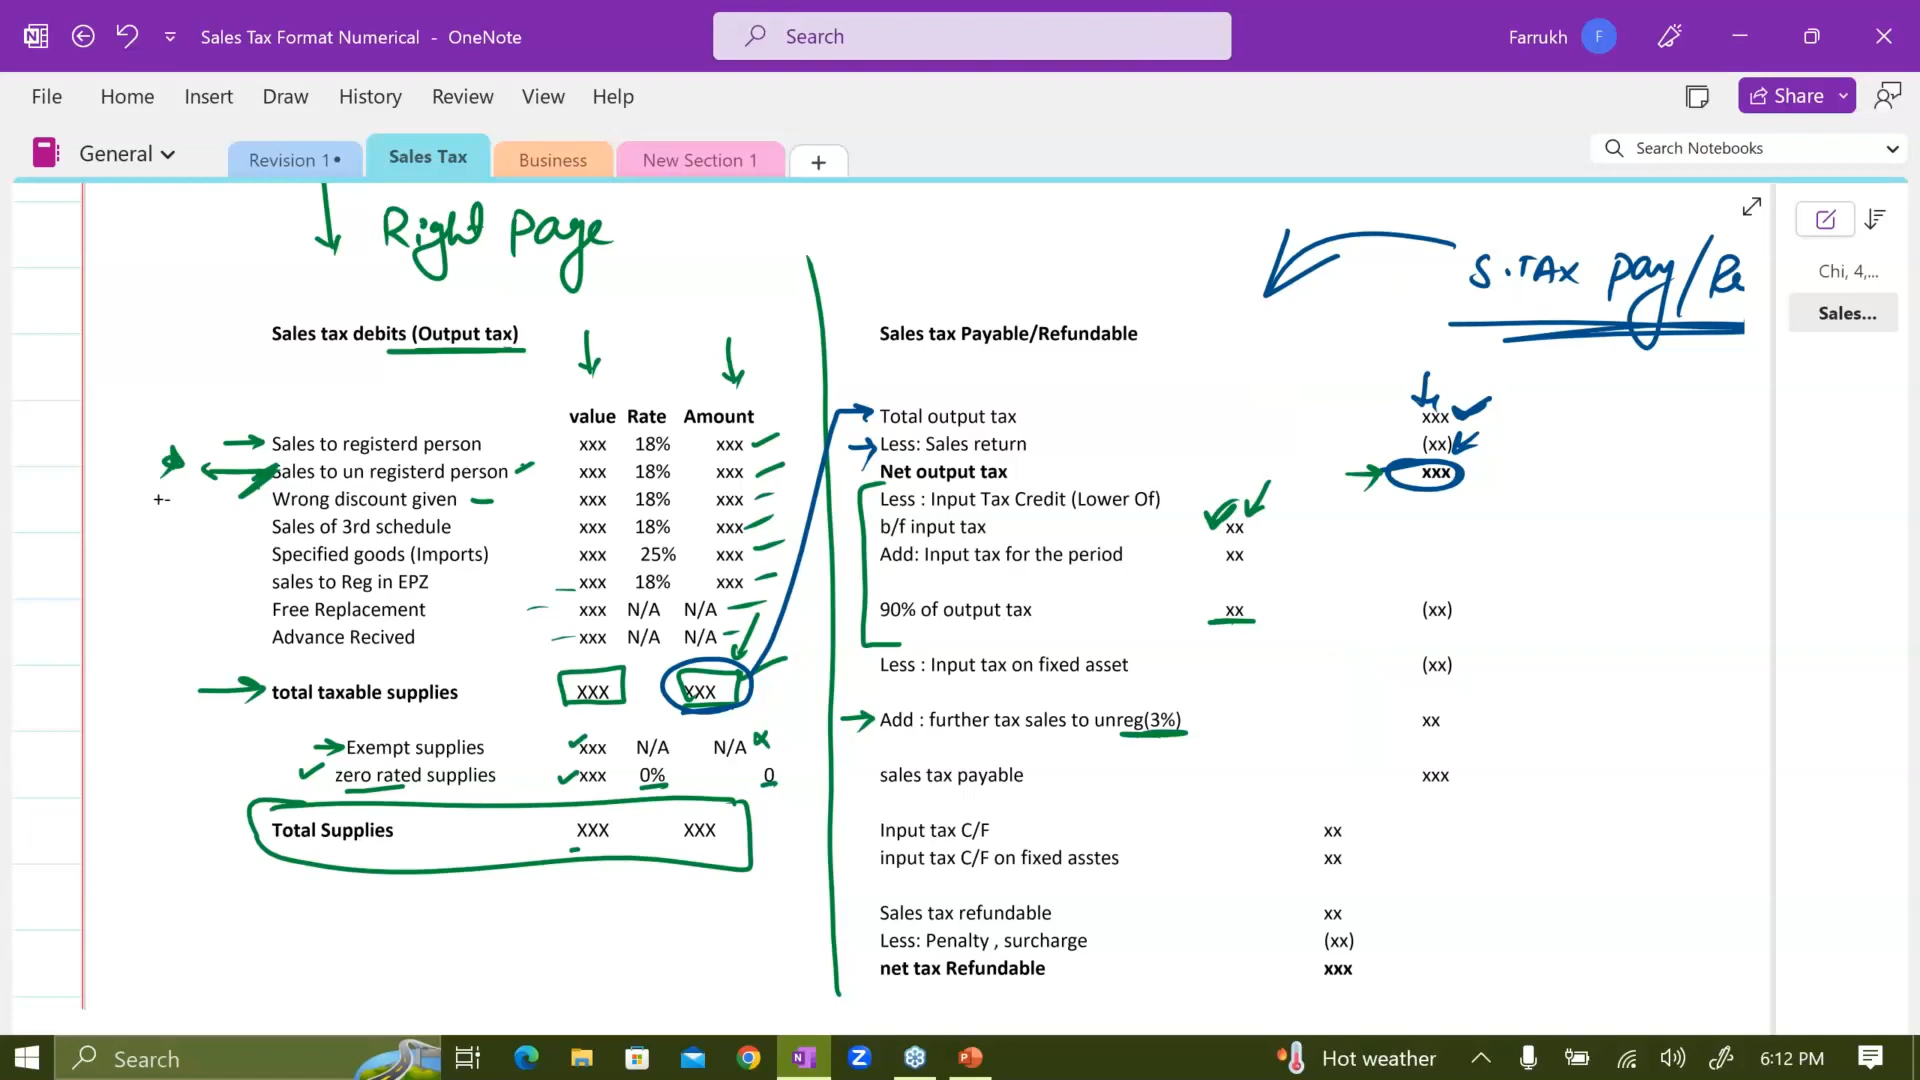 Sales Tax Format Numerical - OneNote
Search
Farrukh
F
File Home Insert Draw History Review View Help
Share
General
Revision 1
Sales Tax
Business
New Section 1
+
Search Notebooks
Chi, 4,...
Sales...
Right Page
S.TAX Pay/Re
Sales tax debits (Output tax)
value Rate Amount
Sales to registerd person xxx 18% xxx
Sales to un registerd person xxx 18% xxx
+- Wrong discount given xxx 18% xxx
Sales of 3rd schedule xxx 18% xxx
Specified goods (Imports) xxx 25% xxx
sales to Reg in EPZ xxx 18% xxx
Free Replacement xxx N/A N/A
Advance Recived xxx N/A N/A
total taxable supplies XXX XXX
Exempt supplies xxx N/A N/A
zero rated supplies xxx 0% 0
Total Supplies XXX XXX
Sales tax Payable/Refundable
Total output tax xxx
Less: Sales return (xx)
Net output tax xxx
Less : Input Tax Credit (Lower Of)
b/f input tax xx
Add: Input tax for the period xx
90% of output tax xx (xx)
Less : Input tax on fixed asset (xx)
Add : further tax sales to unreg(3%) xx
sales tax payable xxx
Input tax C/F xx
input tax C/F on fixed asstes xx
Sales tax refundable xx
Less: Penalty , surcharge (xx)
net tax Refundable xxx
Search
Hot weather
6:12 PM